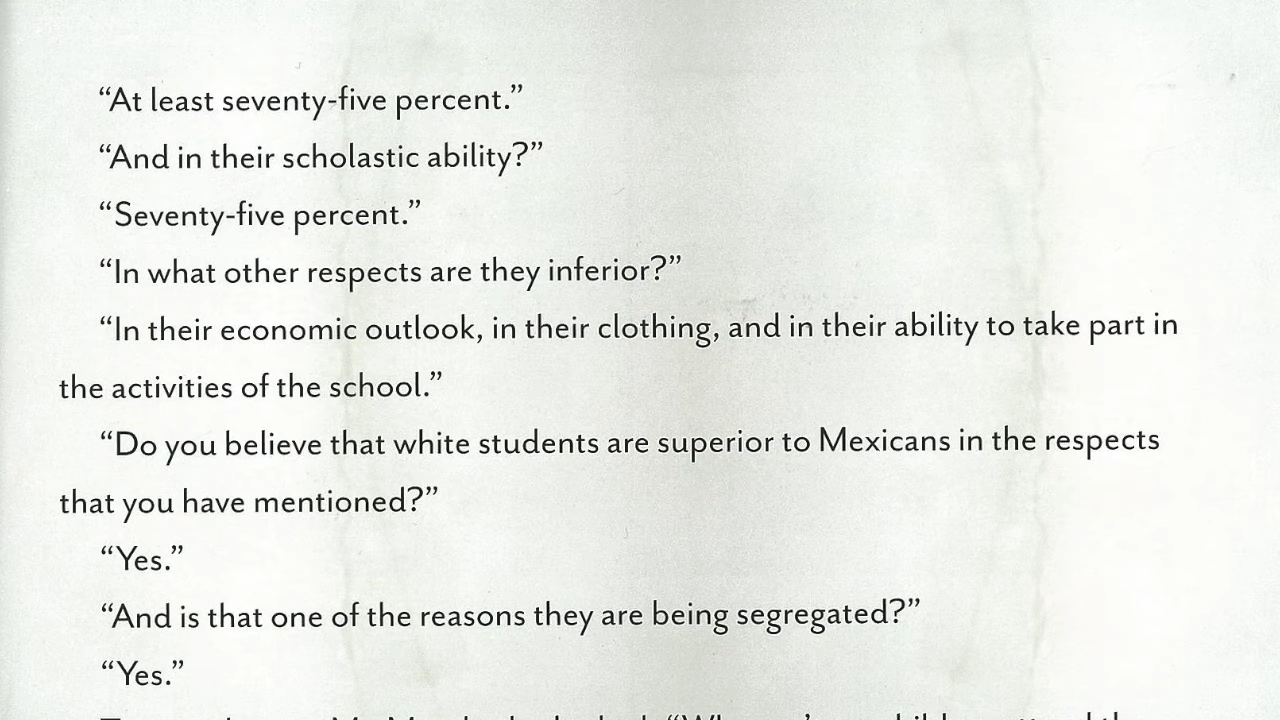 “At least seventy-five percent.”
“And in their scholastic ability?”
“Seventy-five percent.”
“In what other respects are they inferior?”
“In their economic outlook, in their clothing, and in their ability to take part in
the activities of the school.”
“Do you believe that white students are superior to Mexicans in the respects
that you have mentioned?”
“Yes.”
“And is that one of the reasons they are being segregated?”
“Yes.”